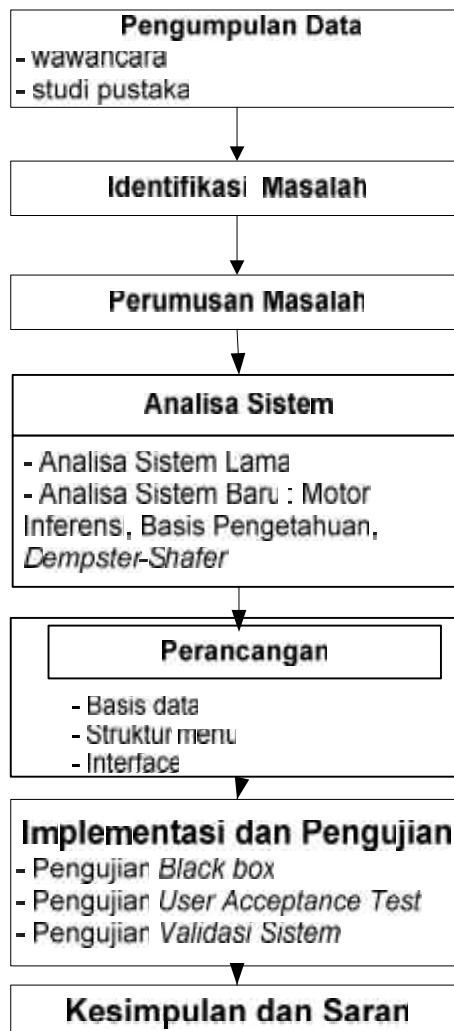 Pengumpulan Data
- wawancara
- studi pustaka
Identifikasi Masalah
Perumusan Masalah
Analisa Sistem
- Analisa Sistem Lama
- Analisa Sistem Baru : Motor
Inferensi, Basis Pengetahuan,
Dempster-Shafer
Perancangan
- Basis data
- Struktur menu
- Interface
Implementasi dan Pengujian
- Pengujian Black box
- Pengujian User Acceptance Test
- Pengujian Validasi Sistem
Kesimpulan dan Saran